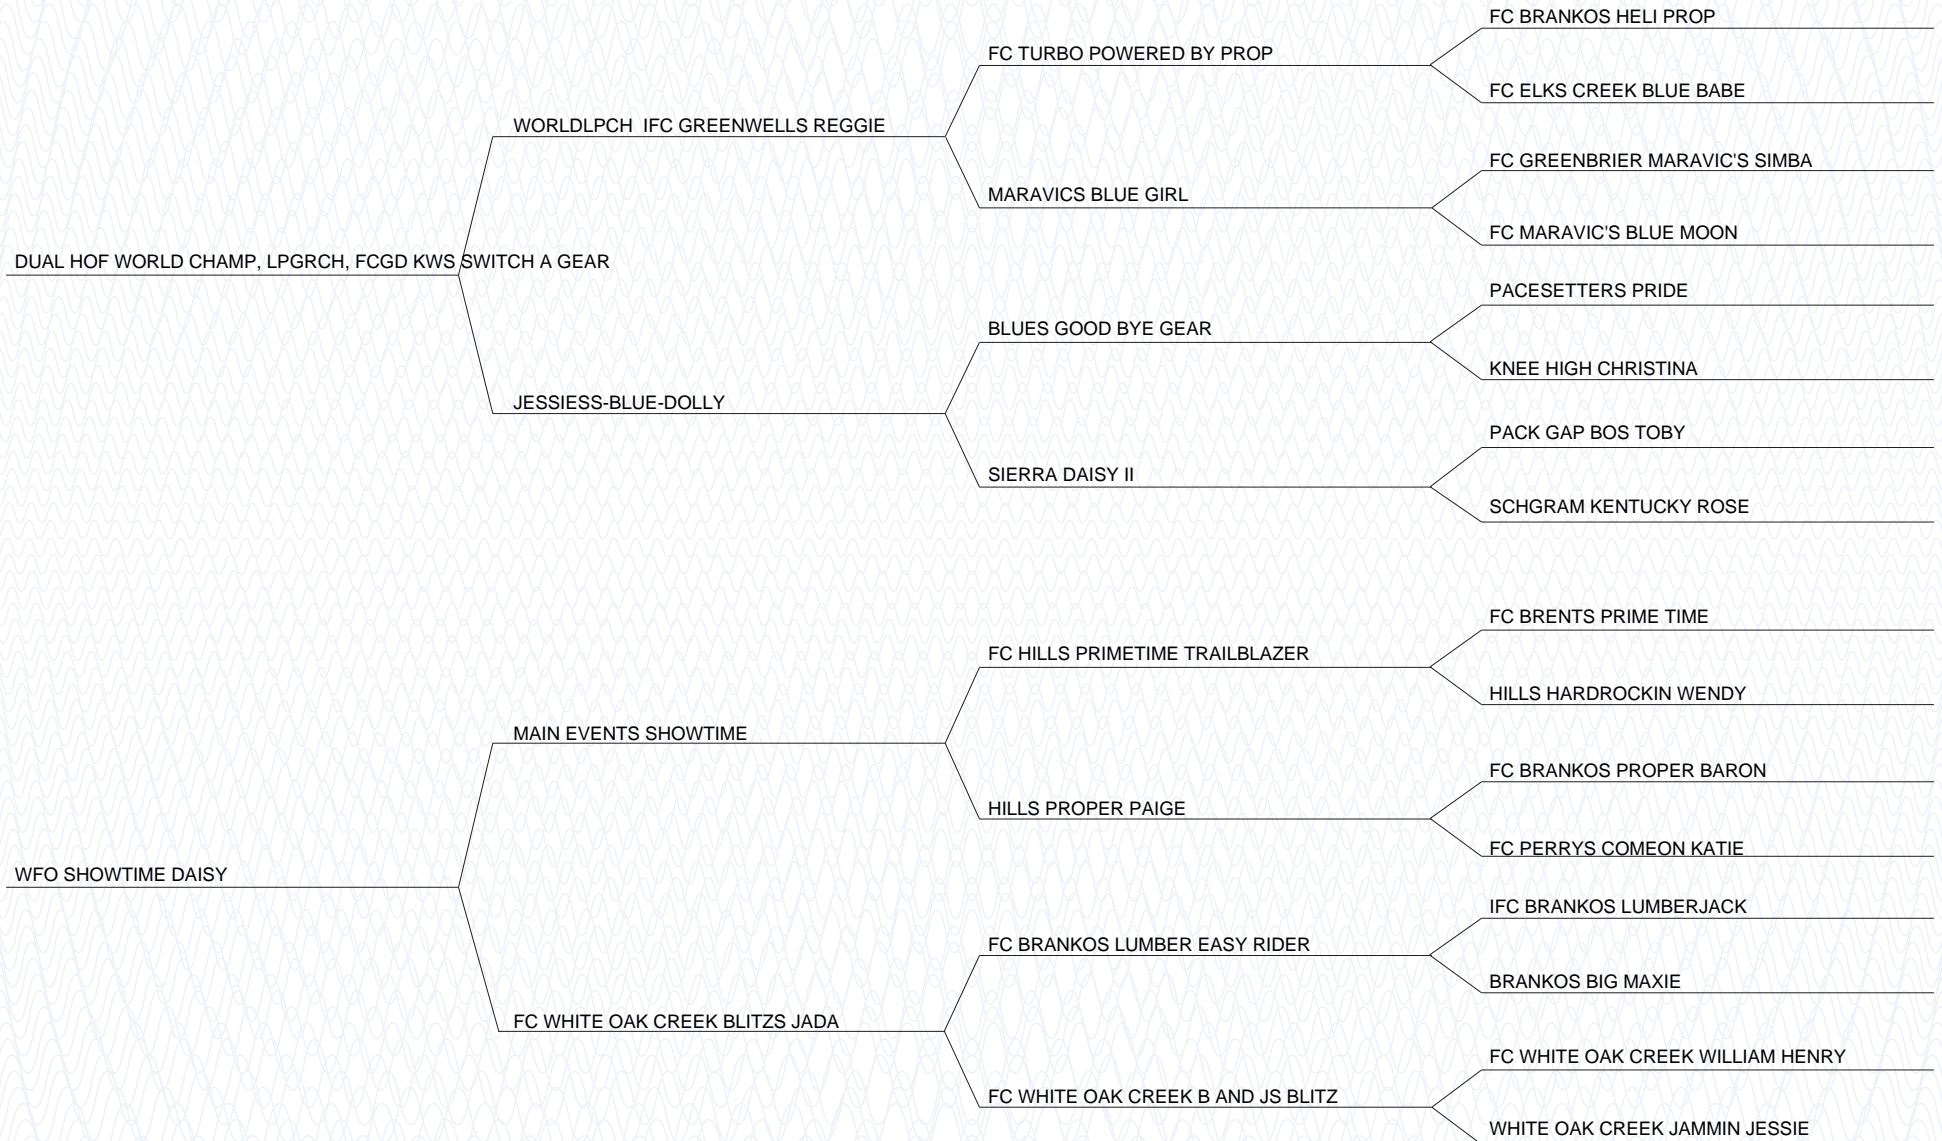 FC BRANKOS HELI PROP
FC TURBO POWERED BY PROP
FC ELKS CREEK BLUE BABE
WORLDLPCH  IFC GREENWELLS REGGIE
FC GREENBRIER MARAVIC'S SIMBA
MARAVICS BLUE GIRL
FC MARAVIC'S BLUE MOON
DUAL HOF WORLD CHAMP, LPGRCH, FCGD KWS SWITCH A GEAR
PACESETTERS PRIDE
BLUES GOOD BYE GEAR
KNEE HIGH CHRISTINA
JESSIESS-BLUE-DOLLY
PACK GAP BOS TOBY
SIERRA DAISY II
SCHGRAM KENTUCKY ROSE
FC BRENTS PRIME TIME
FC HILLS PRIMETIME TRAILBLAZER
HILLS HARDROCKIN WENDY
MAIN EVENTS SHOWTIME
FC BRANKOS PROPER BARON
HILLS PROPER PAIGE
FC PERRYS COMEON KATIE
WFO SHOWTIME DAISY
IFC BRANKOS LUMBERJACK
FC BRANKOS LUMBER EASY RIDER
BRANKOS BIG MAXIE
FC WHITE OAK CREEK BLITZS JADA
FC WHITE OAK CREEK WILLIAM HENRY
FC WHITE OAK CREEK B AND JS BLITZ
WHITE OAK CREEK JAMMIN JESSIE